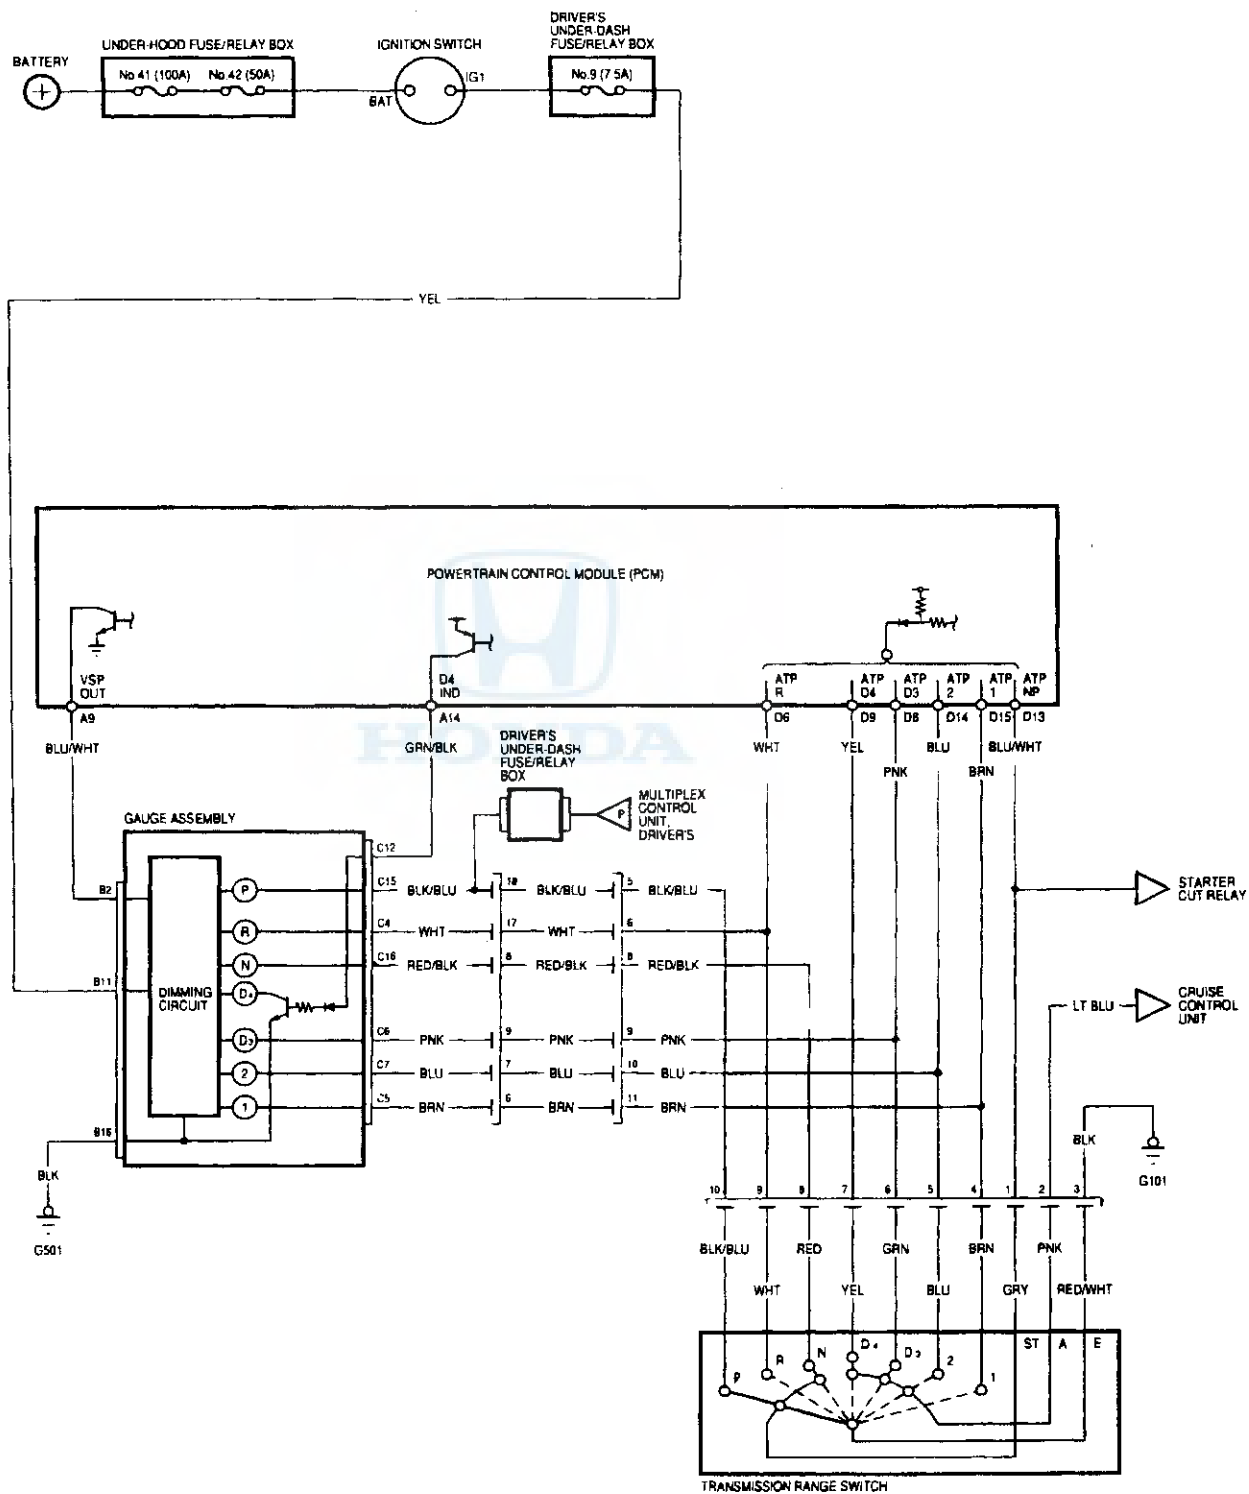 DRIVER'S
UNDER-DASH
FUSE/RELAY BOX
UNDER-HOOD FUSE/RELAY BOX
IGNITION SWITCH
BATTERY
No.41 (100A)
No.42 (50A)
IG1
No.9 (7.5A)
BAT
YEL
POWERTRAIN CONTROL MODULE (PCM)
VSP
OUT
D4
IND
ATP
R
ATP
D4
ATP
D3
ATP
2
ATP
1
ATP
NP
A9
A14
D6
D9
D8
D14
D15
D13
BLU/WHT
GRN/BLK
WHT
YEL
BLU
BLU/WHT
PNK
BRN
HONDA
DRIVER'S
UNDER-DASH
FUSE/RELAY
BOX
P
MULTIPLEX
CONTROL
UNIT,
DRIVER'S
GAUGE ASSEMBLY
C12
B2
P
C15
BLK/BLU
18
BLK/BLU
5
BLK/BLU
STARTER
CUT RELAY
R
C4
WHT
17
WHT
6
N
C16
RED/BLK
8
RED/BLK
8
RED/BLK
B11
DIMMING
CIRCUIT
D4
LT BLU
CRUISE
CONTROL
UNIT
D3
C6
PNK
9
PNK
9
PNK
2
C7
BLU
7
BLU
10
BLU
1
C5
BRN
6
BRN
11
BRN
B16
BLK
G501
BLK
G101
10
9
8
7
6
5
4
1
2
3
BLK/BLU
RED
GRN
BRN
PNK
WHT
YEL
BLU
GRY
RED/WHT
P
R
N
D4
D3
2
1
ST
A
E
TRANSMISSION RANGE SWITCH